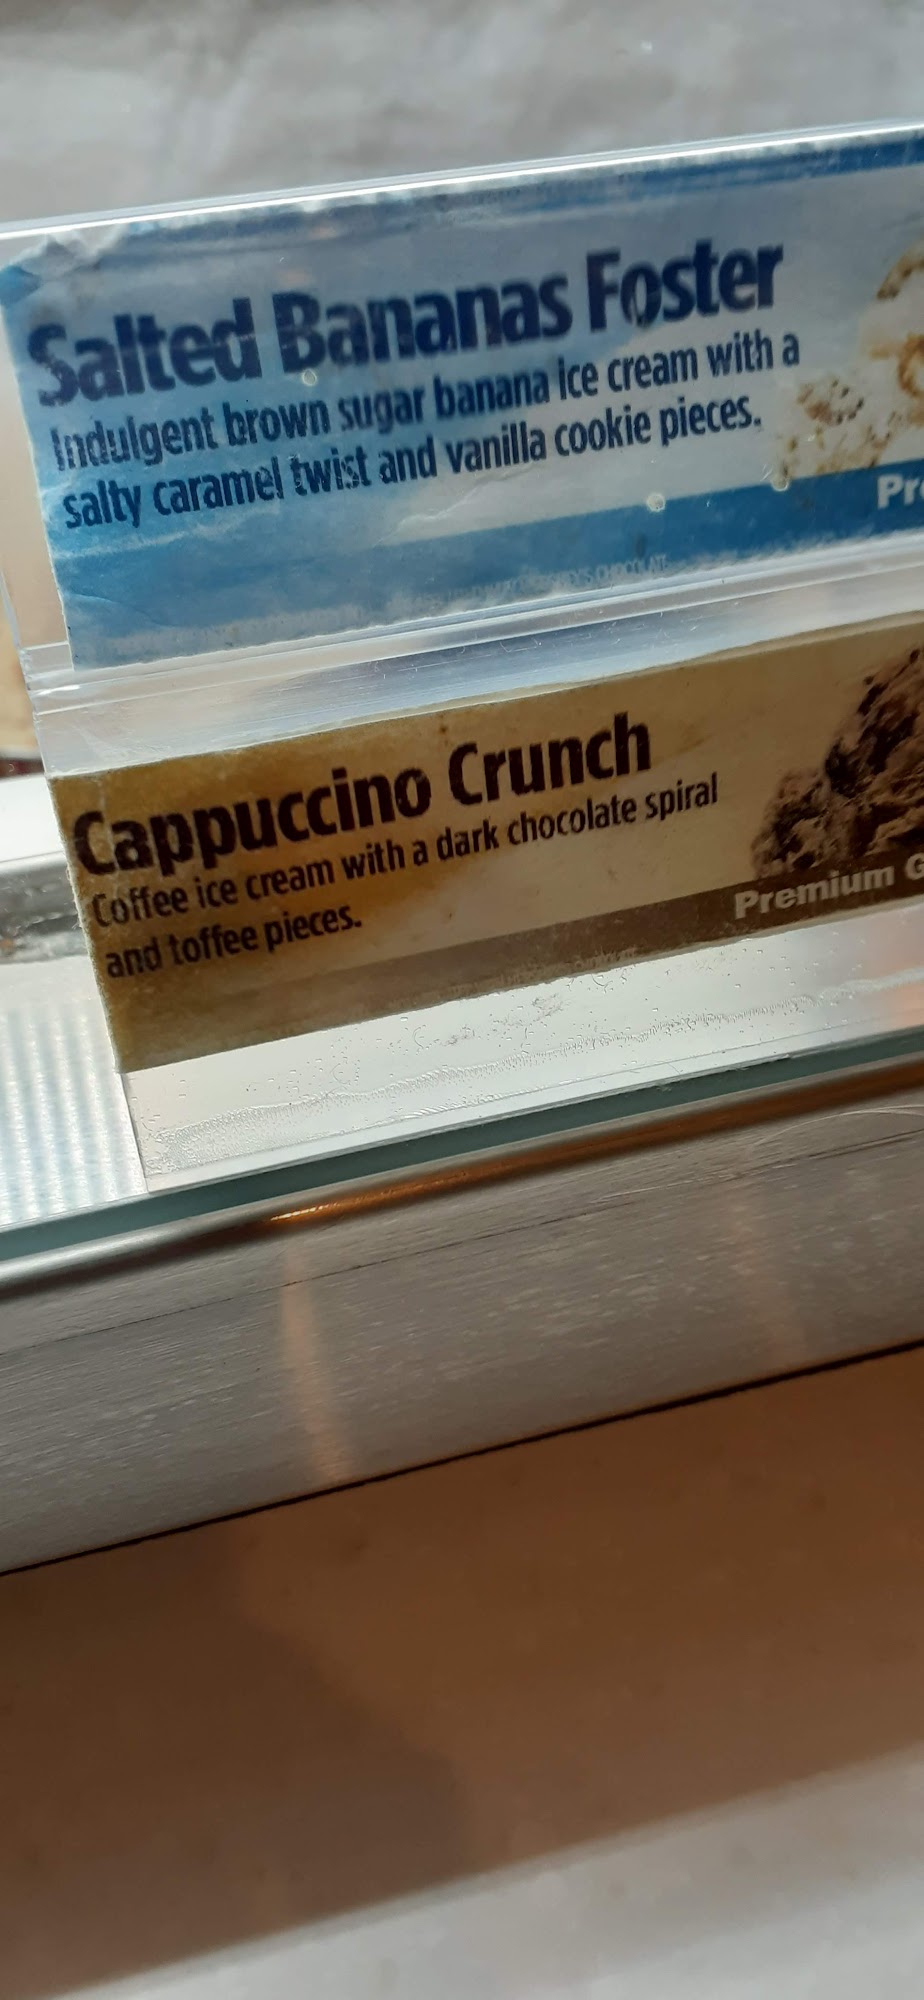 Salted Bananas Foster
Indulgent brown sugar banana ice cream with a
salty caramel twist and vanilla cookie pieces.
CHOCOLATE
Cappuccino Crunch
Coffee ice cream with a dark chocolate spiral
and toffee pieces.
Premium